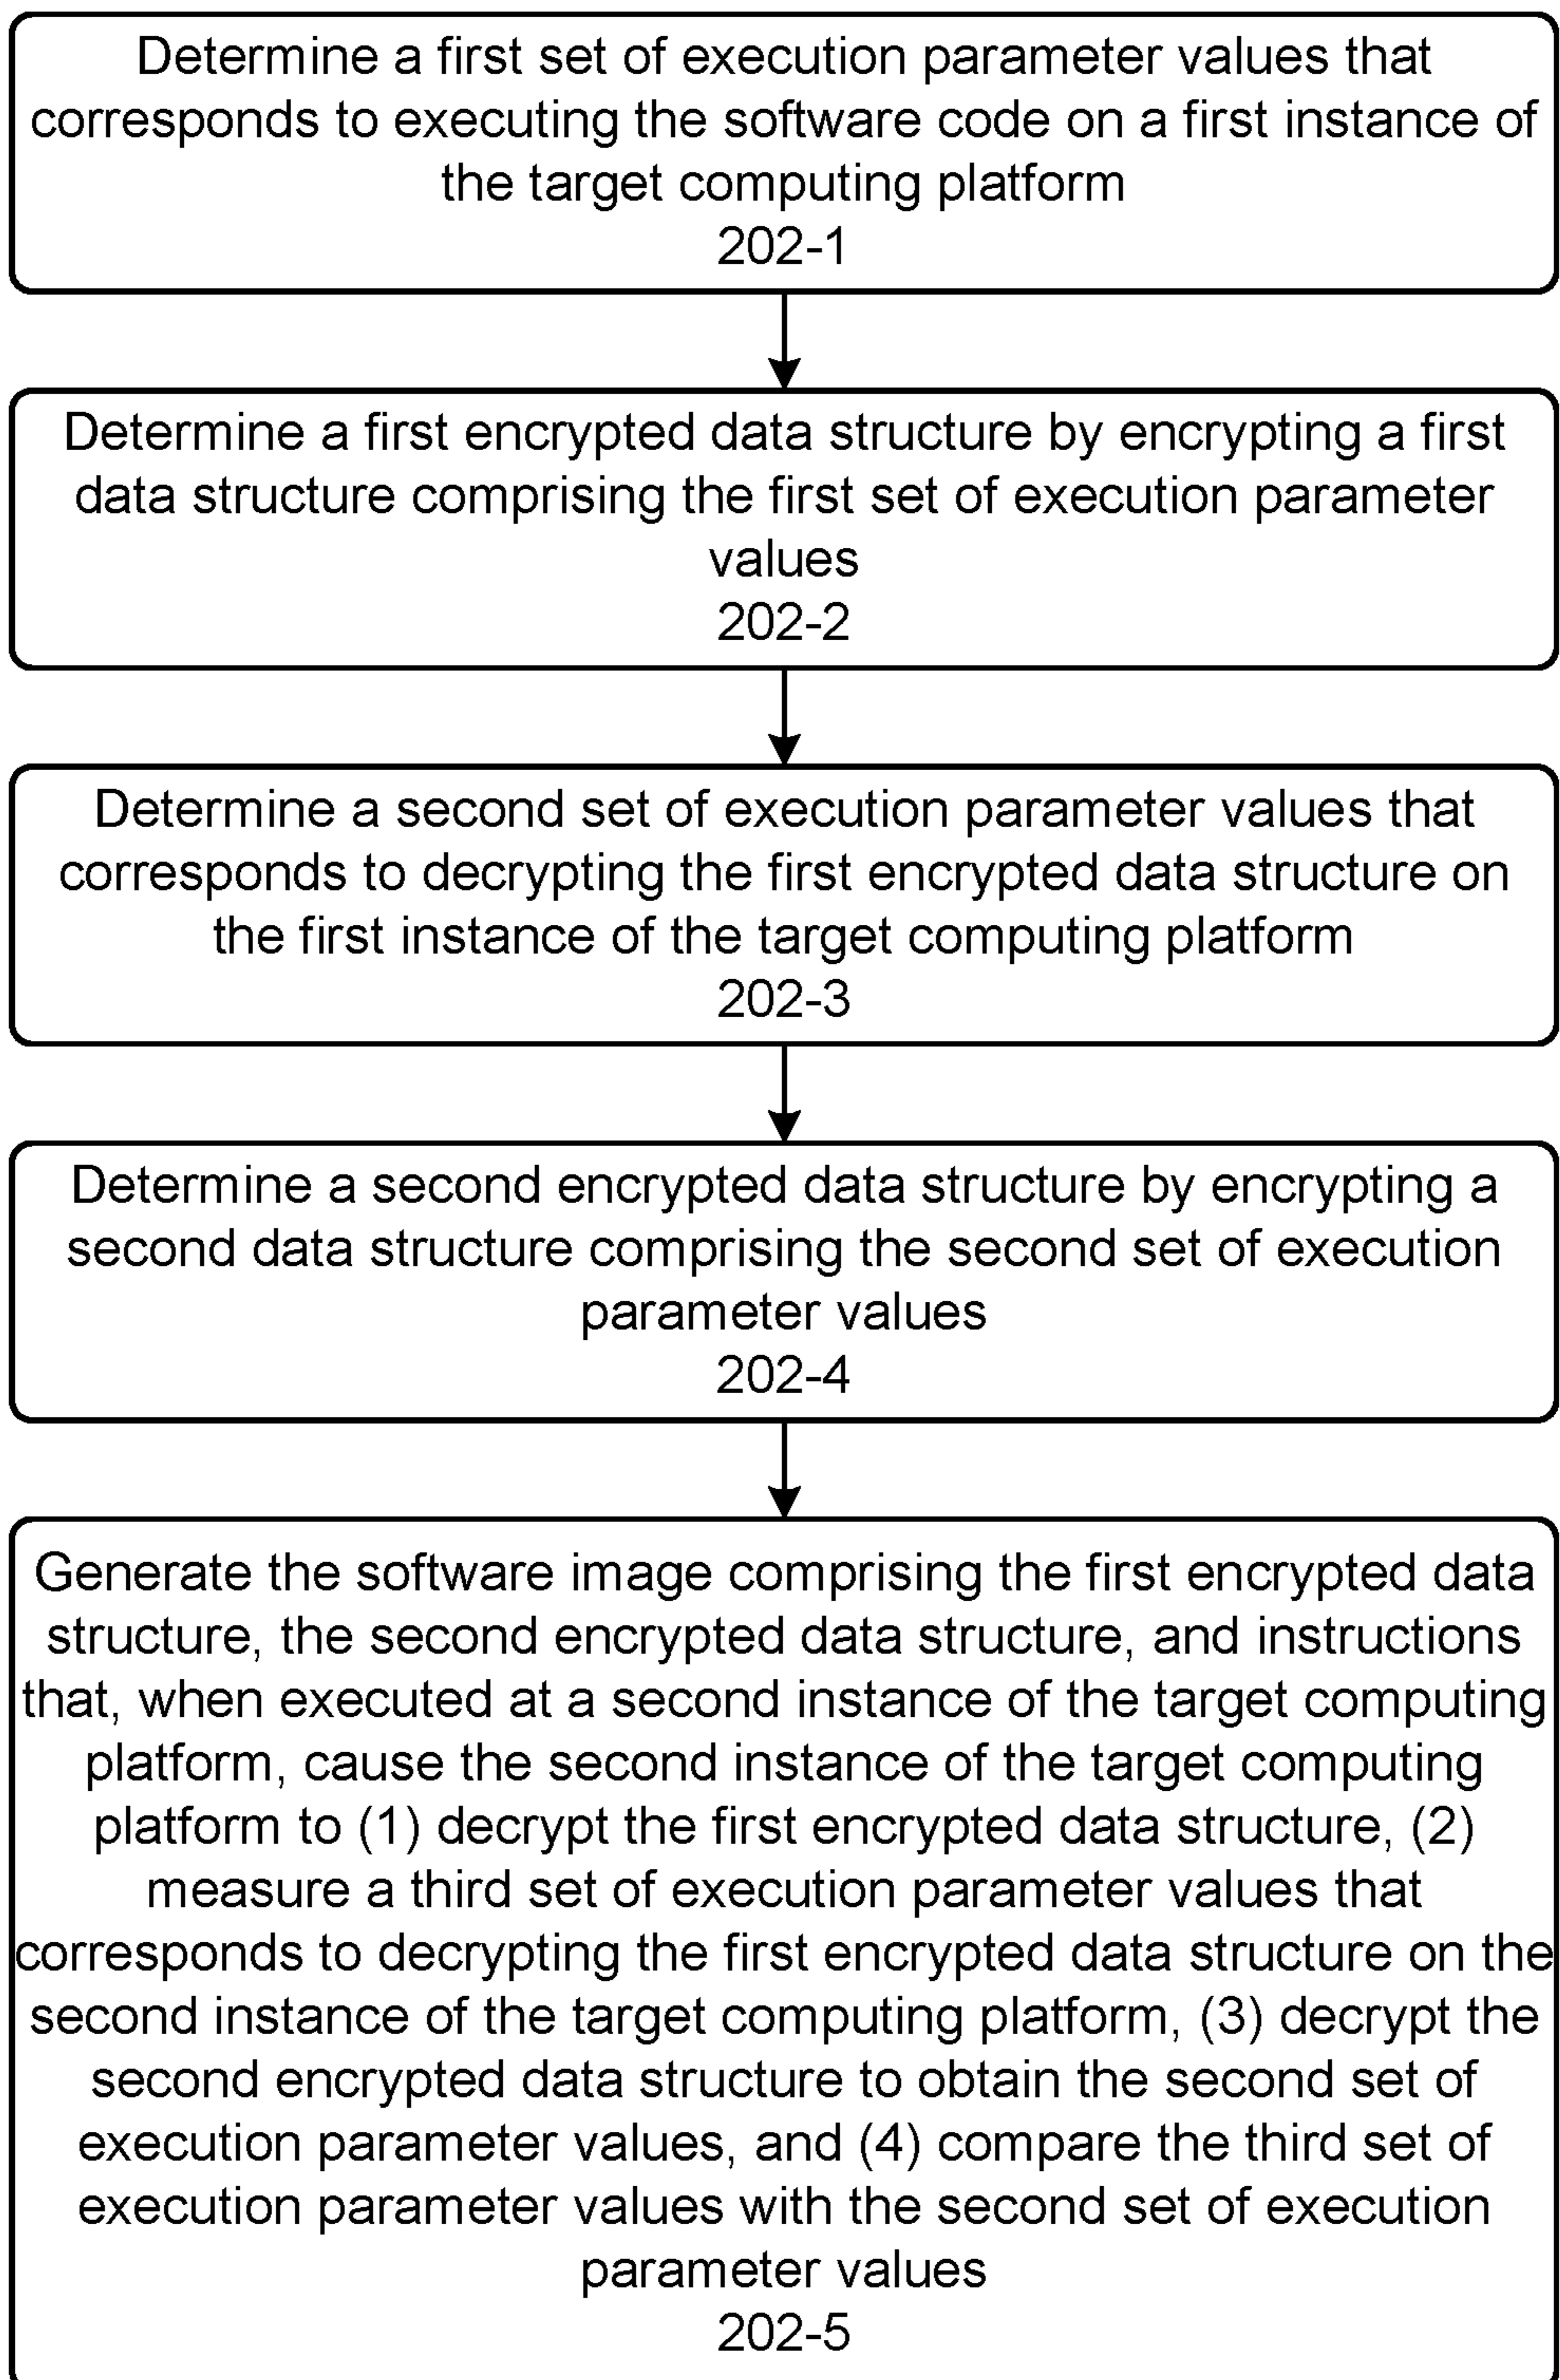 Determine a first set of execution parameter values that
corresponds to executing the software code on a first instance of
the target computing platform
202-1
Determine a first encrypted data structure by encrypting a first
data structure comprising the first set of execution parameter
values
202-2
Determine a second set of execution parameter values that
corresponds to decrypting the first encrypted data structure on
the first instance of the target computing platform
202-3
Determine a second encrypted data structure by encrypting a
second data structure comprising the second set of execution
parameter values
202-4
Generate the software image comprising the first encrypted data
structure, the second encrypted data structure, and instructions
that, when executed at a second instance of the target computing
platform, cause the second instance of the target computing
platform to (1) decrypt the first encrypted data structure, (2)
measure a third set of execution parameter values that
corresponds to decrypting the first encrypted data structure on the
second instance of the target computing platform, (3) decrypt the
second encrypted data structure to obtain the second set of
execution parameter values, and (4) compare the third set of
execution parameter values with the second set of execution
parameter values
202-5